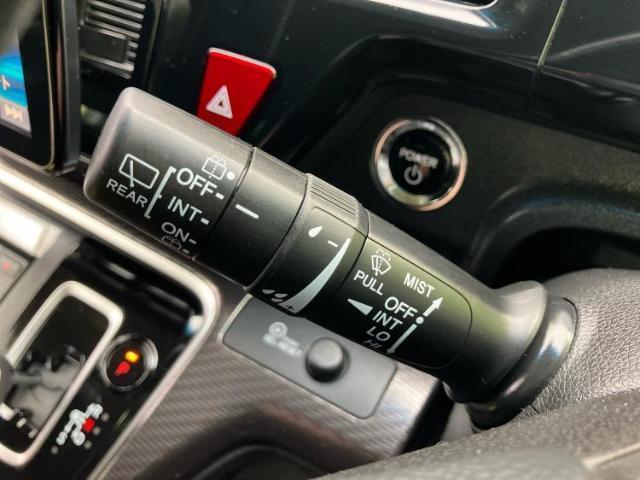 POWER
REAR
OFF-
INT-
ON-
PULL
MIST
OFF
INT
LO
HI
P